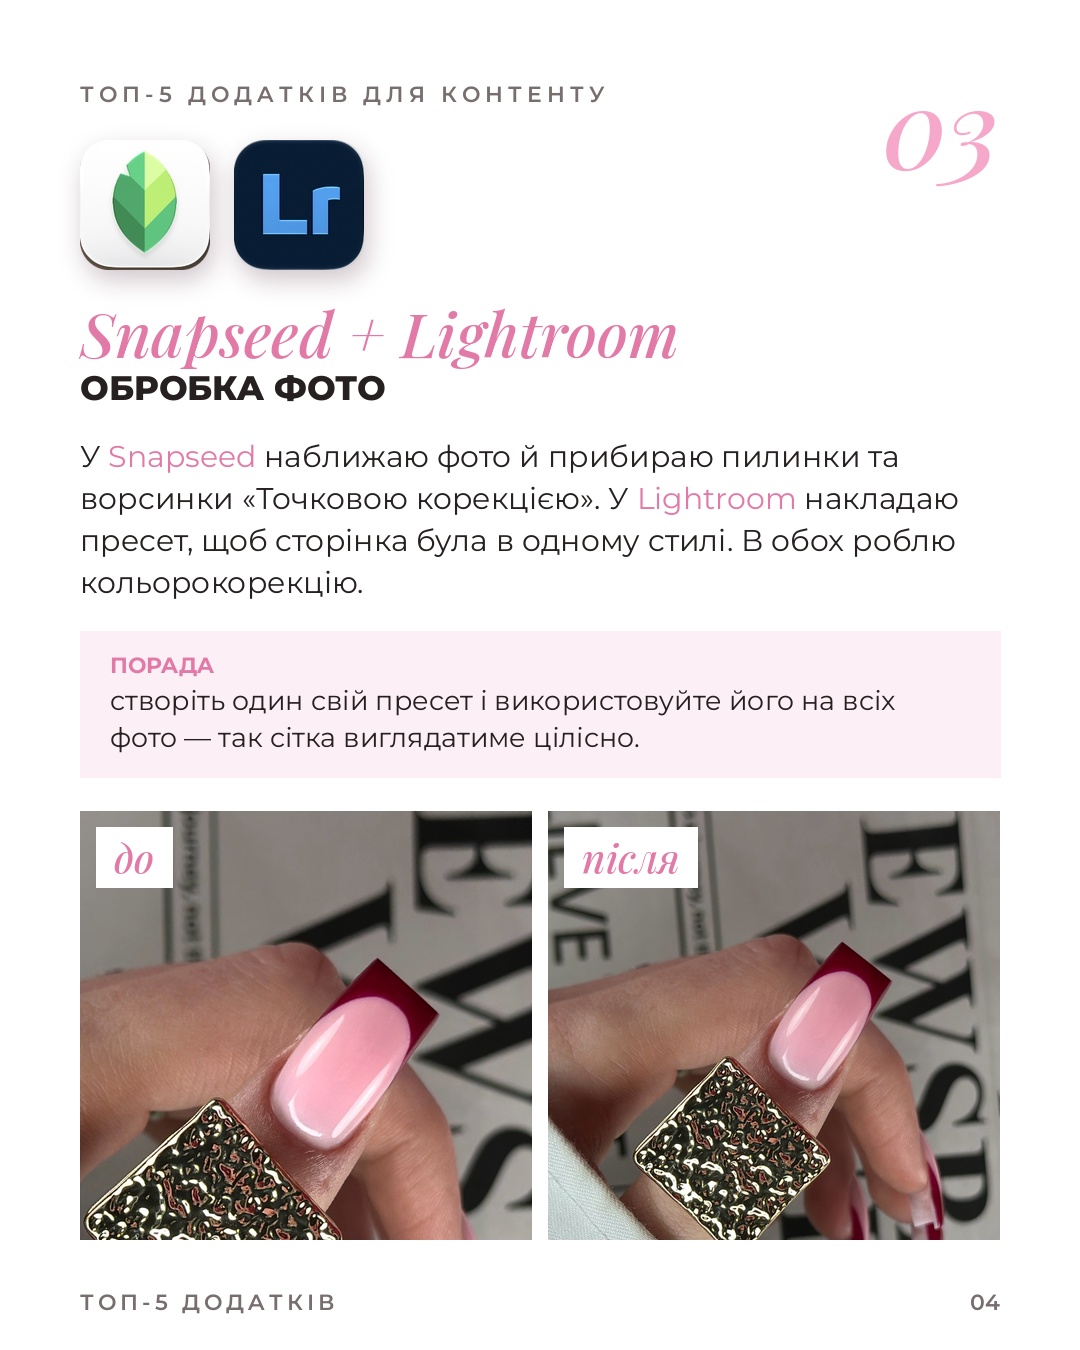 ТОП-5 ДОДАТКІВ ДЛЯ КОНТЕНТУ
03
Lr
Snapseed + Lightroom
ОБРОБКА ФОТО
У Snapseed наближаю фото й прибираю пилинки та
ворсинки «Точковою корекцією». У Lightroom накладаю
пресет, щоб сторінка була в одному стилі. В обох роблю
кольорокорекцію.
ПОРАДА
створіть один свій пресет і використовуйте його на всіх
фото — так сітка виглядатиме цілісно.
до
після
ТОП-5 ДОДАТКІВ
04